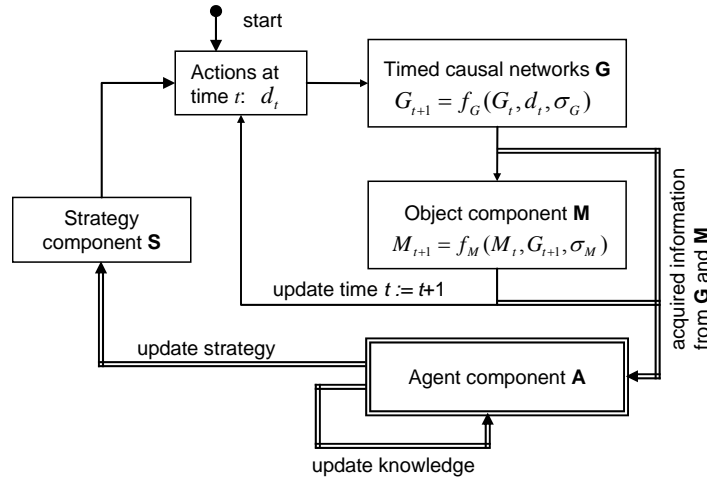 start
Actions at
time t: d_t
Timed causal networks G
G_{t+1} = f_G(G_t, d_t, σ_G)
Strategy
component S
Object component M
M_{t+1} = f_M(M_t, G_{t+1}, σ_M)
acquired information
from G and M
update time t := t+1
update strategy
Agent component A
update knowledge